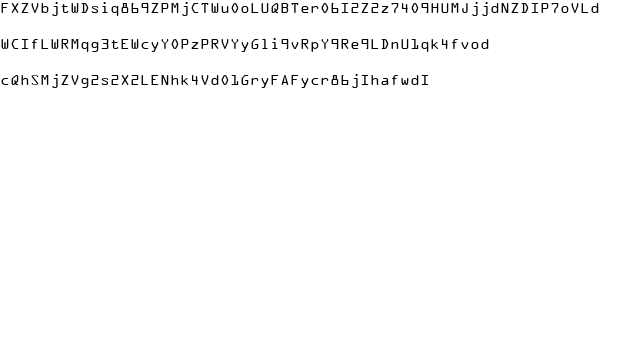 FXZVbjtWDsiq869ZPMjCTWu0oLUQBTer06I2Z2z7409HUMJjjdNZDIP7oVLd
WCIfLWRMqg3tEWcyY0PzPRVYyGli9vRpY9Re9LDnU1qk4fvod
cQhSMjZVg2s2X2LENhk4Vd01GryFAFycr86jIhafwdI